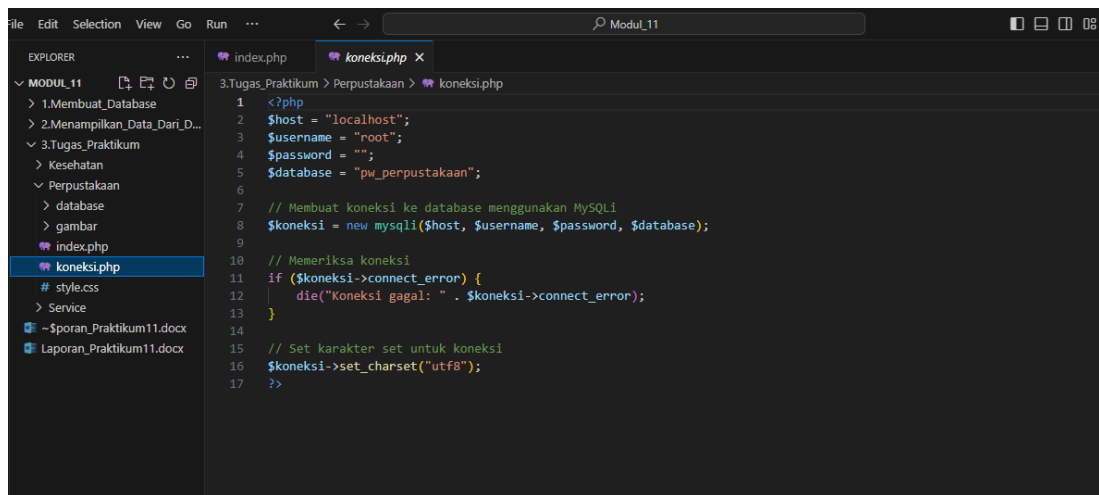 File Edit Selection View Go Run ··· Modul_11
EXPLORER ···
MODUL_11
1.Membuat_Database
2.Menampilkan_Data_Dari_D...
3.Tugas_Praktikum
Kesehatan
Perpustakaan
database
gambar
index.php
koneksi.php
# style.css
Service
~$poran_Praktikum11.docx
Laporan_Praktikum11.docx
index.php koneksi.php
3.Tugas_Praktikum > Perpustakaan > koneksi.php
1 <?php
2 $host = "localhost";
3 $username = "root";
4 $password = "";
5 $database = "pw_perpustakaan";
6
7 // Membuat koneksi ke database menggunakan MySQLi
8 $koneksi = new mysqli($host, $username, $password, $database);
9
10 // Memeriksa koneksi
11 if ($koneksi->connect_error) {
12 die("Koneksi gagal: " . $koneksi->connect_error);
13 }
14
15 // Set karakter set untuk koneksi
16 $koneksi->set_charset("utf8");
17 ?>